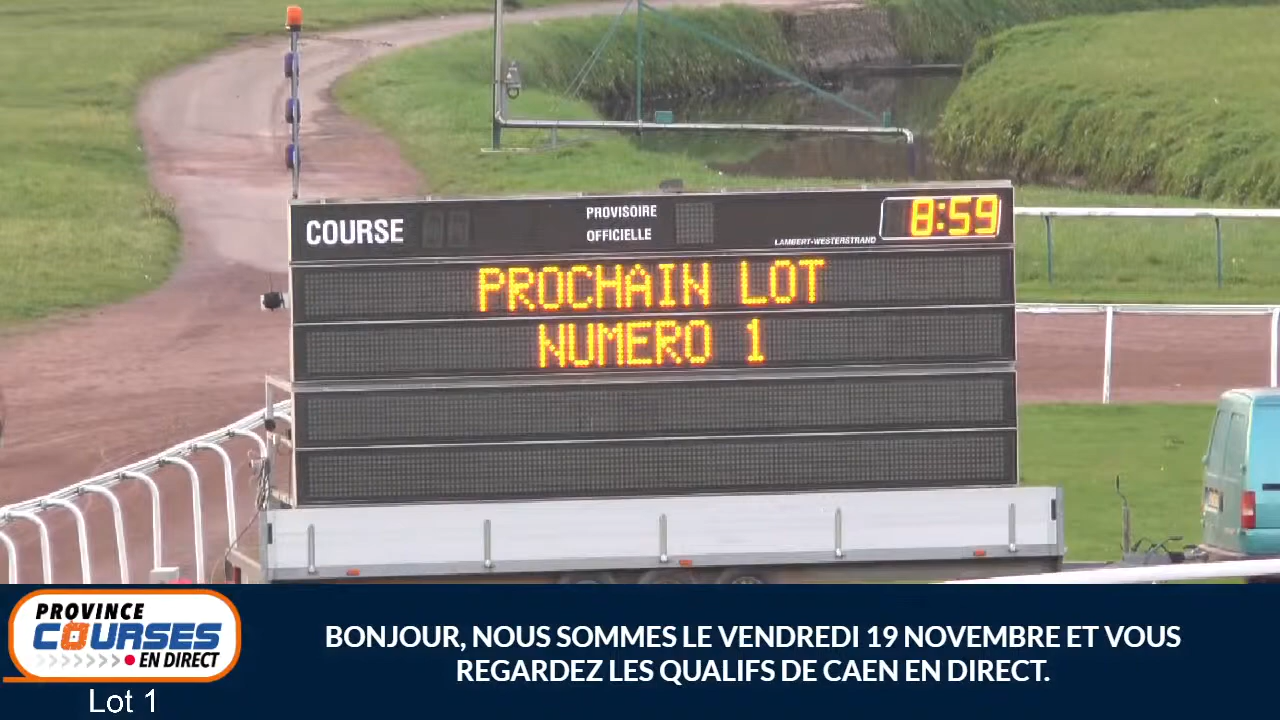 COURSE
PROVISOIRE
OFFICIELLE
LAMBERT-WESTERSTRAND
8:59
PROCHAIN LOT
NUMERO 1
PROVINCE
COURSES
EN DIRECT
Lot 1
BONJOUR, NOUS SOMMES LE VENDREDI 19 NOVEMBRE ET VOUS
REGARDEZ LES QUALIFS DE CAEN EN DIRECT.